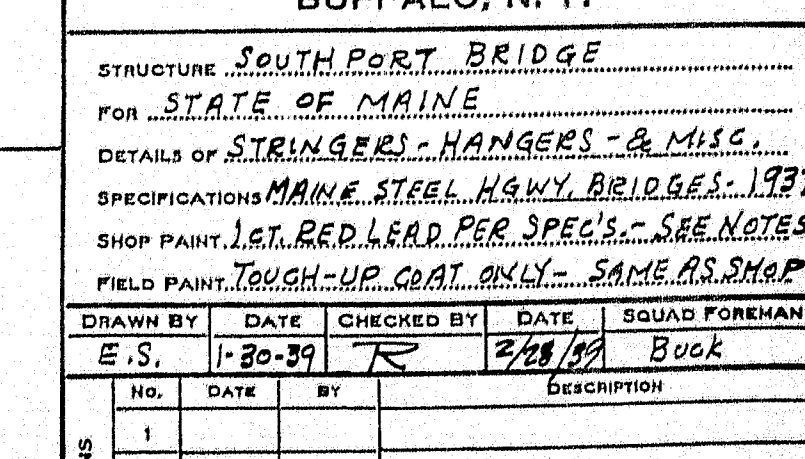 BUFFALO, N. Y.
STRUCTURE SOUTHPORT BRIDGE
FOR STATE OF MAINE
DETAILS OF STRINGERS - HANGERS - & MISC.
SPECIFICATIONS MAINE STEEL HGWY. BRIDGES - 193
SHOP PAINT 1 CT. RED LEAD PER SPEC'S. - SEE NOTES
FIELD PAINT TOUCH-UP COAT ONLY - SAME AS SHOP
DRAWN BY DATE CHECKED BY DATE SQUAD FOREMAN
E.S. 1-30-39 R 2/28/39 Buck
No. DATE BY DESCRIPTION
1
NS